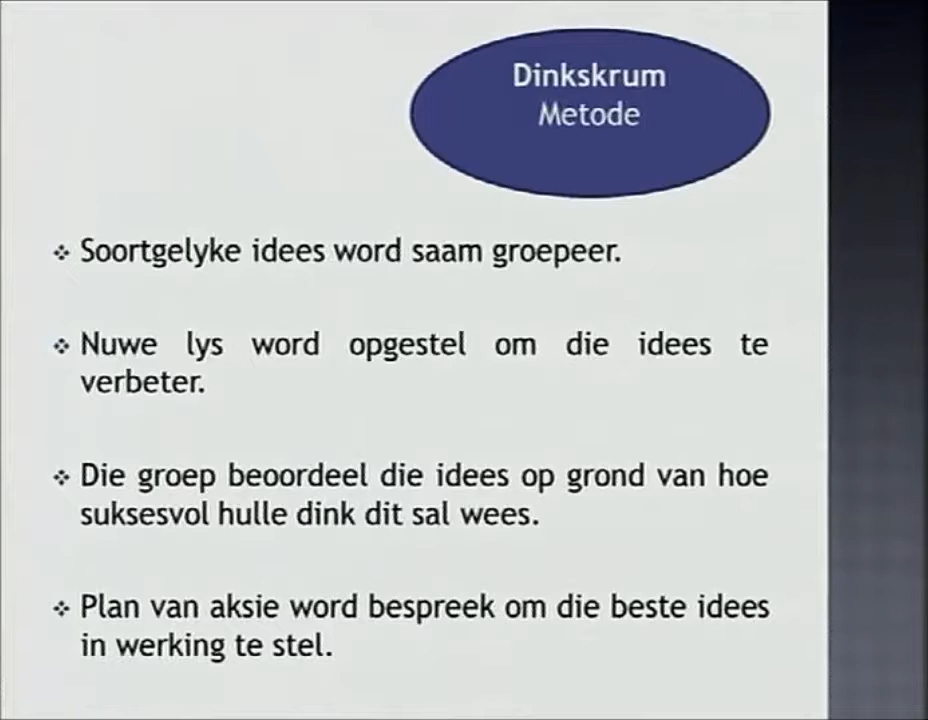 Dinkskrum
Metode
Soortgelyke idees word saam groepeer.
Nuwe lys word opgestel om die idees te
verbeter.
Die groep beoordeel die idees op grond van hoe
suksesvol hulle dink dit sal wees.
Plan van aksie word bespreek om die beste idees
in werking te stel.